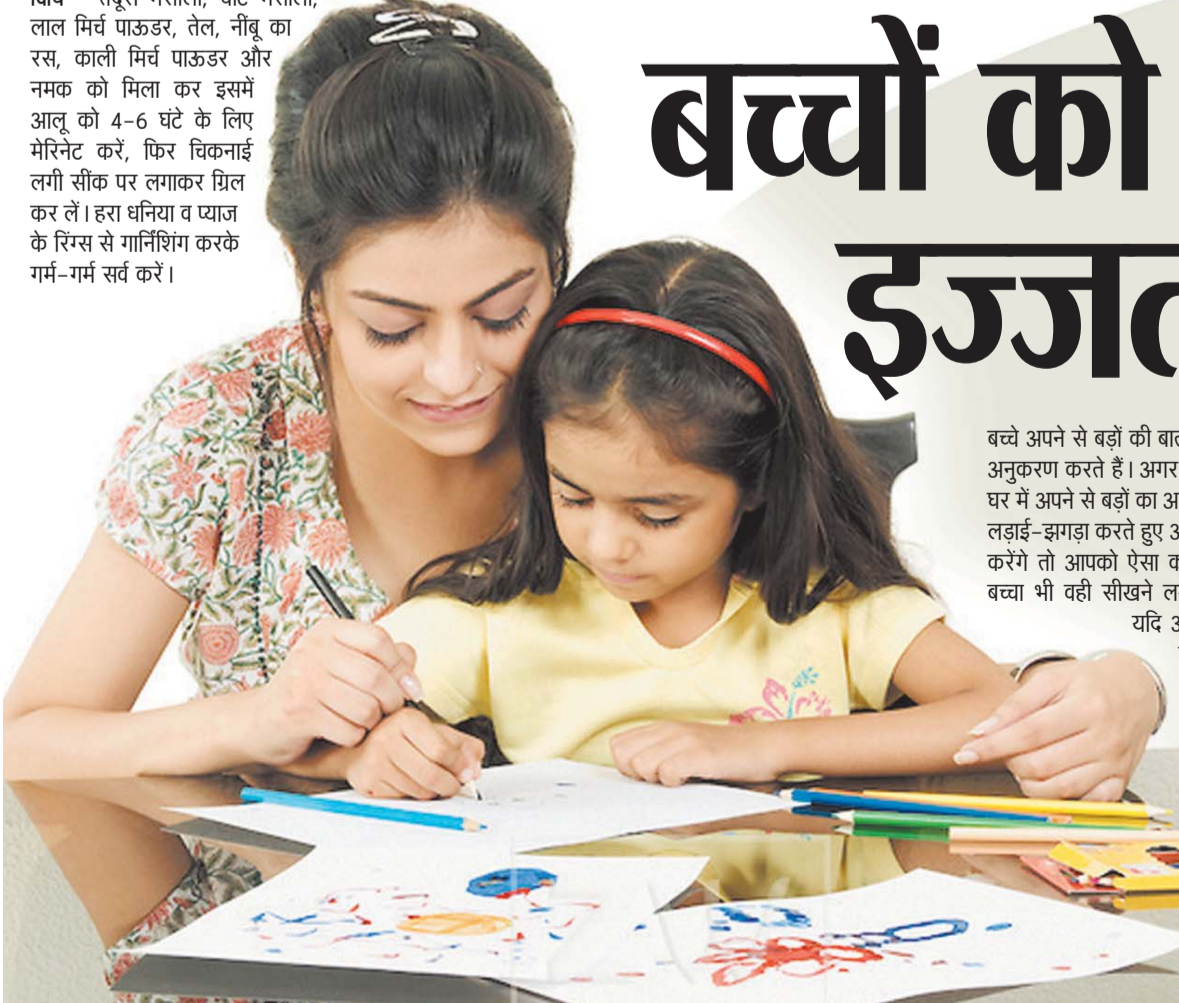 लाल मिर्च पाऊडर, तेल, नींबू का
रस, काली मिर्च पाऊडर और
नमक को मिला कर इसमें
आलू को 4-6 घंटे के लिए
मेरिनेट करें, फिर चिकनाई
लगी सींक पर लगाकर ग्रिल
कर लें। हरा धनिया व प्याज
के रिंग्स से गार्निशिंग करके
गर्म-गर्म सर्व करें।
बच्चों को
इज्जत
बच्चे अपने से बड़ों की
अनुकरण करते हैं। अगर
घर में अपने से बड़ों का
लड़ाई-झगड़ा करते हुए
करेंगे तो आपको ऐसा
बच्चा भी वही सीखने
यदि